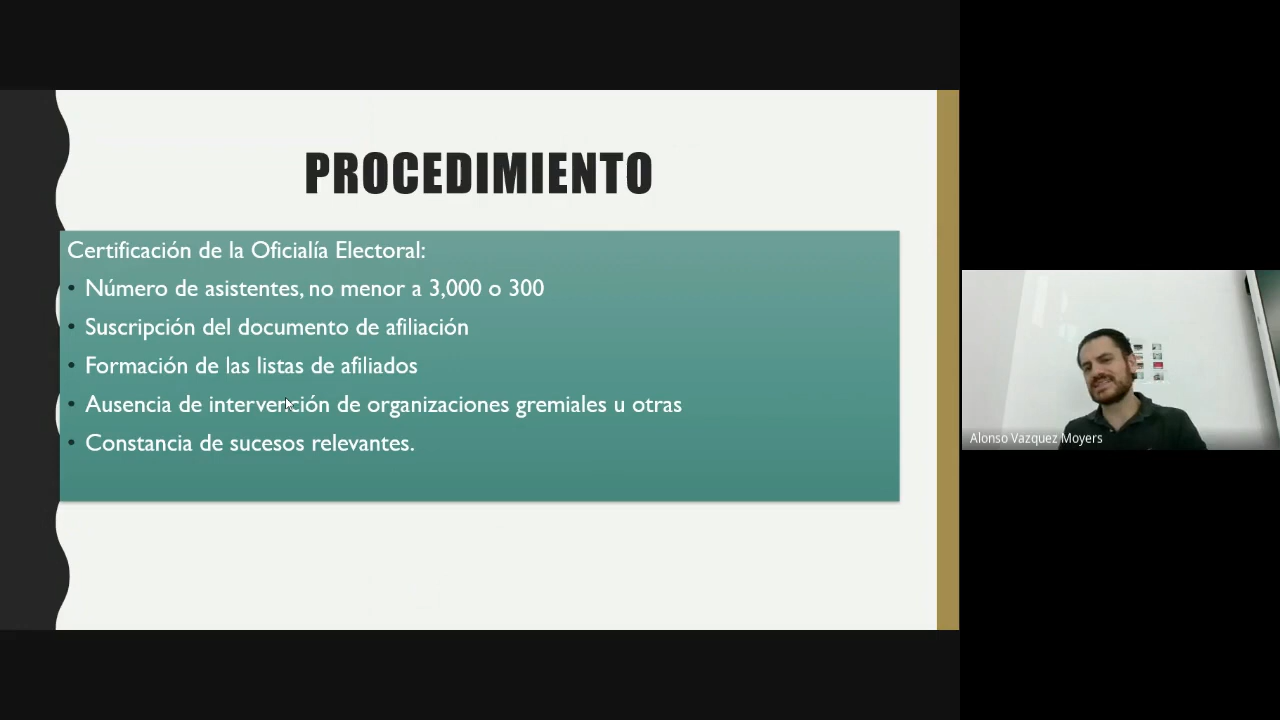 PROCEDIMIENTO
Certificación de la Oficialía Electoral:
• Número de asistentes, no menor a 3,000 o 300
• Suscripción del documento de afiliación
• Formación de las listas de afiliados
• Ausencia de intervención de organizaciones gremiales u otras
• Constancia de sucesos relevantes.
Alonso Vazquez Moyers